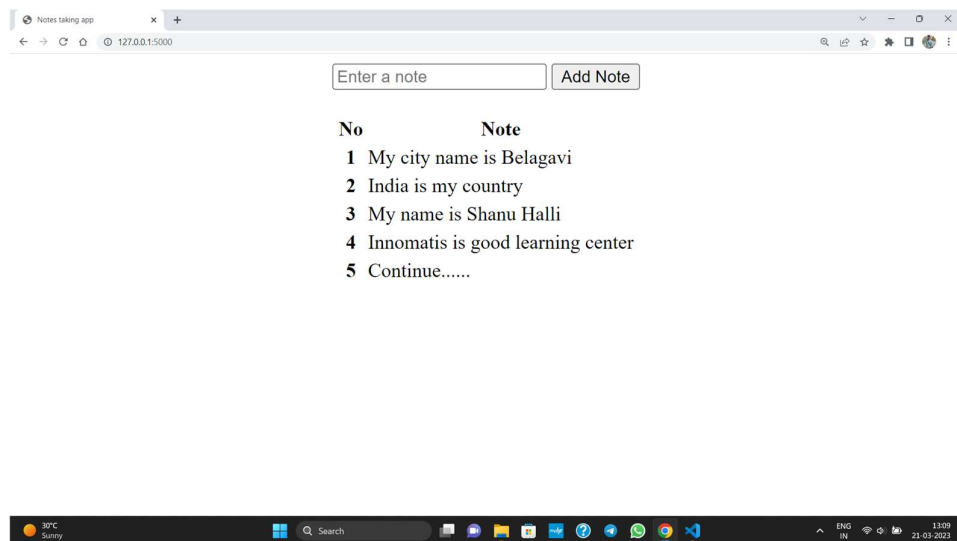 Notes taking app
127.0.0.1:5000
Enter a note Add Note
No Note
1 My city name is Belagavi
2 India is my country
3 My name is Shanu Halli
4 Innomatis is good learning center
5 Continue......
30°C
Sunny
Search
ENG
IN
13:09
21-03-2023